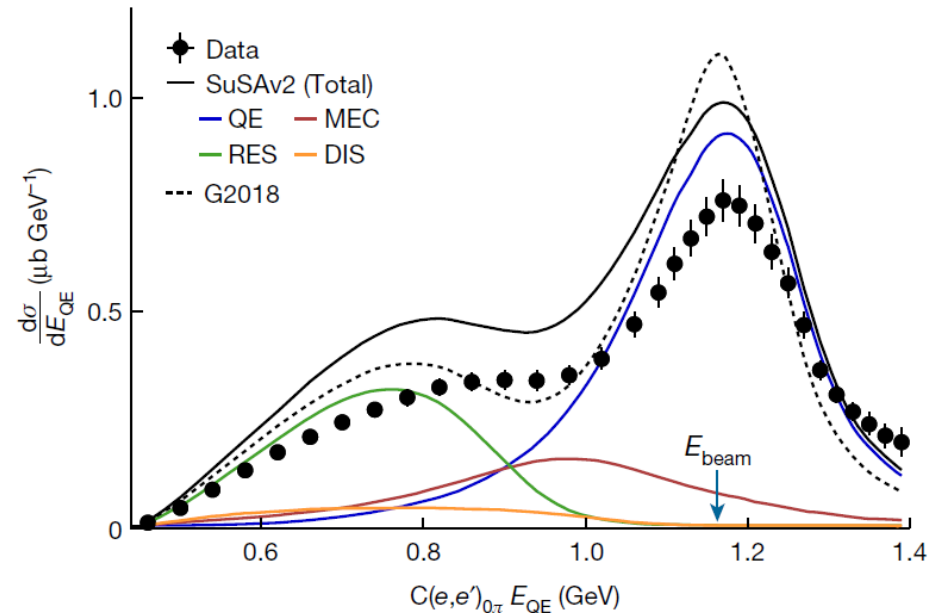 Data
SuSAv2 (Total)
QE MEC
RES DIS
G2018
1.0
0.5
0
dσ
dE_QE (μb GeV⁻¹)
E_beam
0.6 0.8 1.0 1.2 1.4
C(e,e′)₀π E_QE (GeV)